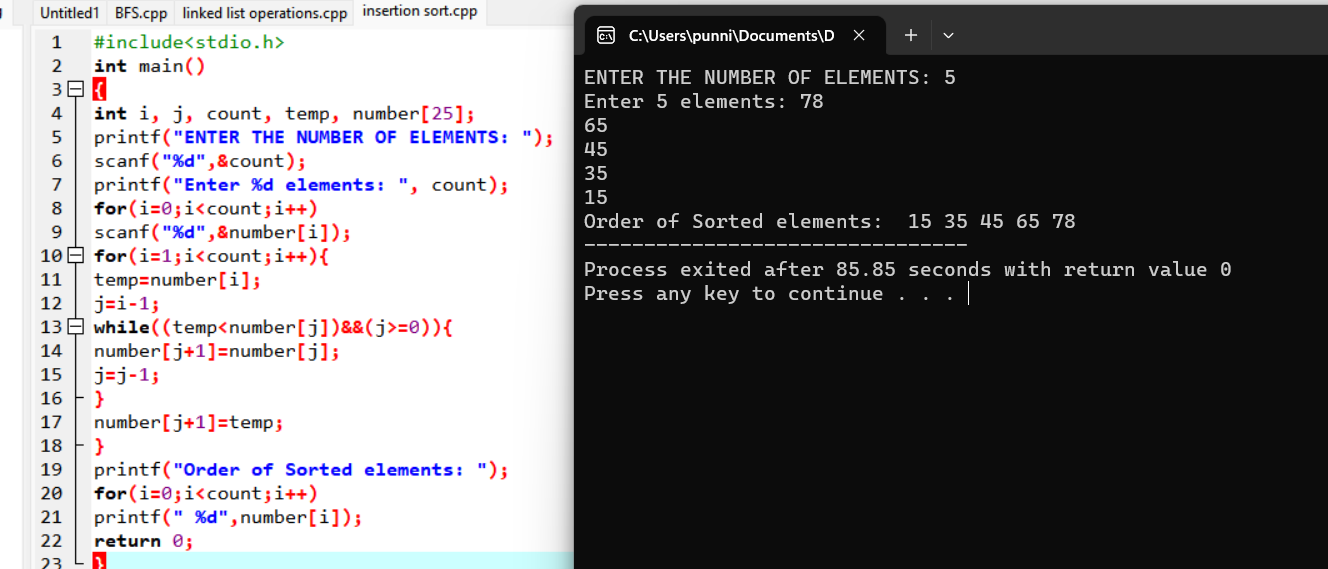 Untitled1 BFS.cpp linked list operations.cpp insertion sort.cpp
1 #include<stdio.h>
2 int main()
3 {
4 int i, j, count, temp, number[25];
5 printf("ENTER THE NUMBER OF ELEMENTS: ");
6 scanf("%d",&count);
7 printf("Enter %d elements: ", count);
8 for(i=0;i<count;i++)
9 scanf("%d",&number[i]);
10 for(i=1;i<count;i++){
11 temp=number[i];
12 j=i-1;
13 while((temp<number[j])&&(j>=0)){
14 number[j+1]=number[j];
15 j=j-1;
16 }
17 number[j+1]=temp;
18 }
19 printf("Order of Sorted elements: ");
20 for(i=0;i<count;i++)
21 printf(" %d",number[i]);
22 return 0;
23 }
C:\Users\punni\Documents\D
ENTER THE NUMBER OF ELEMENTS: 5
Enter 5 elements: 78
65
45
35
15
Order of Sorted elements:  15 35 45 65 78
--------------------------------
Process exited after 85.85 seconds with return value 0
Press any key to continue . . .